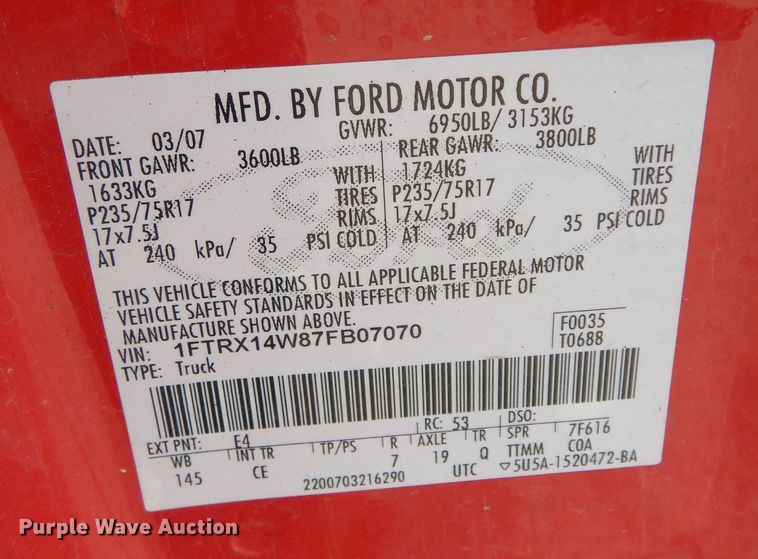 MFD. BY FORD MOTOR CO.
DATE: 03/07 GVWR: 6950LB/ 3153KG
FRONT GAWR: 3600LB REAR GAWR: 3800LB
1633KG WITH 1724KG WITH
P235/75R17 TIRES P235/75R17 TIRES
17x7.5J RIMS 17x7.5J RIMS
AT 240 kPa/ 35 PSI COLD AT 240 kPa/ 35 PSI COLD
Ford
THIS VEHICLE CONFORMS TO ALL APPLICABLE FEDERAL MOTOR
VEHICLE SAFETY STANDARDS IN EFFECT ON THE DATE OF
MANUFACTURE SHOWN ABOVE.
VIN: 1FTRX14W87FB07070 F0035
TYPE: Truck T0688
EXT PNT: E4 RC: 53 DSO:
WB INT TR TP/PS R AXLE TR SPR 7F616
145 CE 7 19 Q TTMM COA
2200703216290 UTC ▽5U5A-1520472-BA
Purple Wave Auction